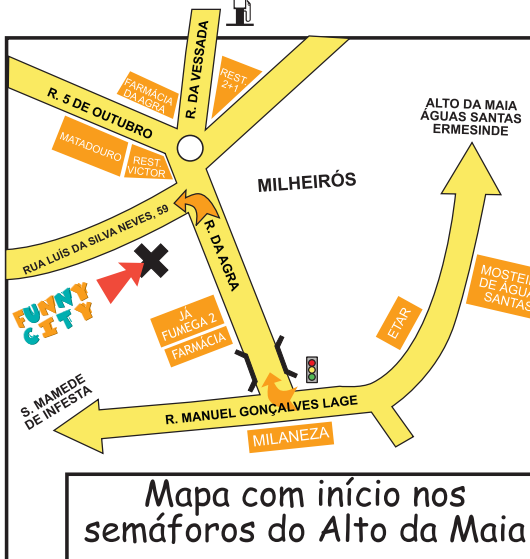 R. DA VESSADA
REST.
2+1
FARMÁCIA
DA AGRA
R. 5 DE OUTUBRO
MATADOURO
REST.
VICTOR
ALTO DA MAIA
ÁGUAS SANTAS
ERMESINDE
MILHEIRÓS
RUA LUÍS DA SILVA NEVES, 59
R. DA AGRA
MOSTEI
DE ÁGUA
SANTAS
FUNNY
CITY
JÁ
FUMEGA 2
FARMÁCIA
ETAR
S. MAMEDE
DE INFESTA
R. MANUEL GONÇALVES LAGE
MILANEZA
Mapa com início nos
semáforos do Alto da Maia